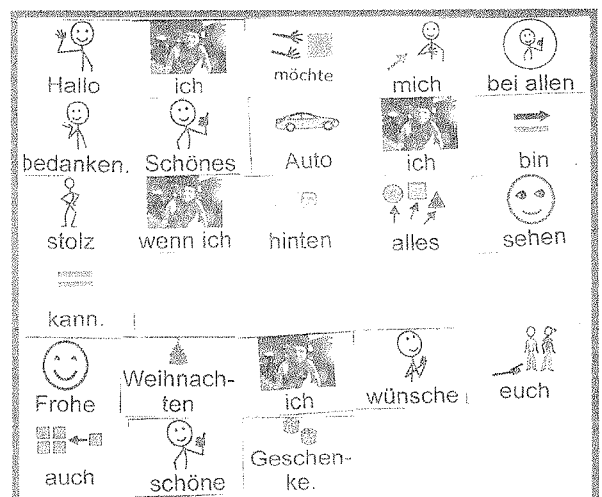 Hallo ich möchte mich bei allen
bedanken. Schönes Auto ich bin
stolz wenn ich hinten alles sehen
kann.
Frohe Weihnach-
ten ich wünsche euch
auch schöne Geschen-
ke.